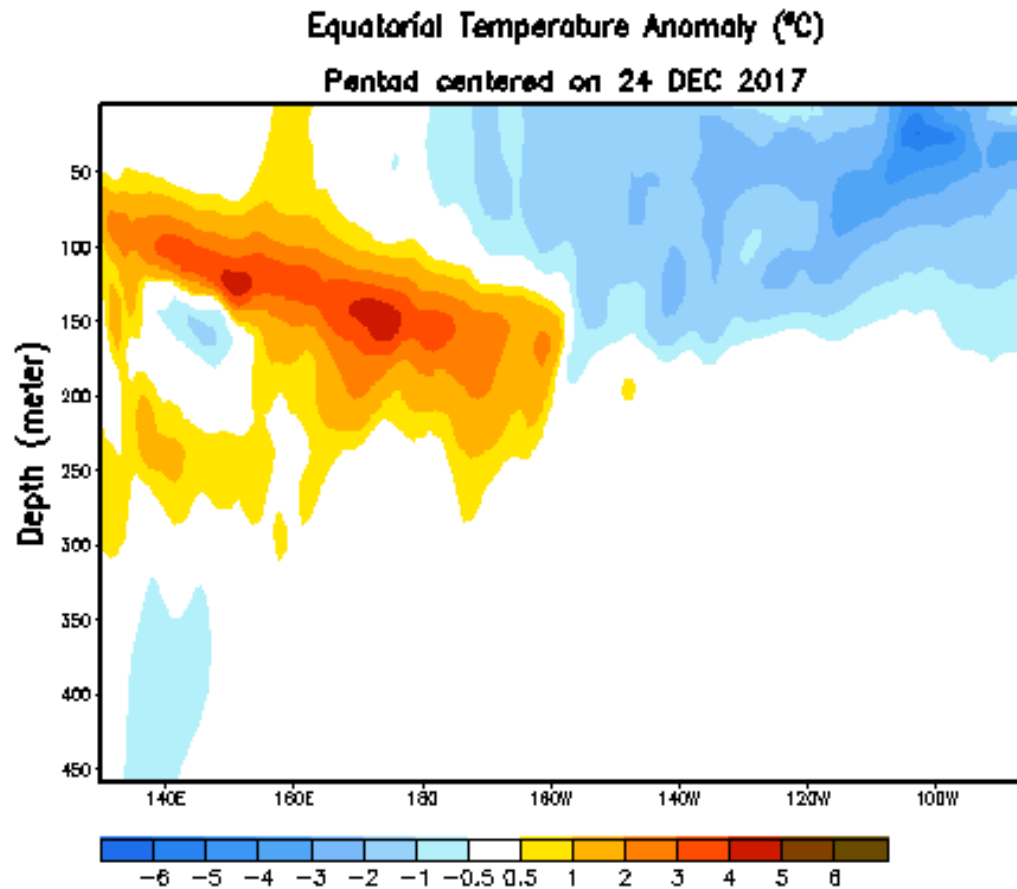 Equatorial Temperature Anomaly (°C)
Pentad centered on 24 DEC 2017
Depth (meter)
50
100
150
200
250
300
350
400
450
140E 160E 180 160W 140W 120W 100W
-6 -5 -4 -3 -2 -1 -0.5 0.5 1 2 3 4 5 6